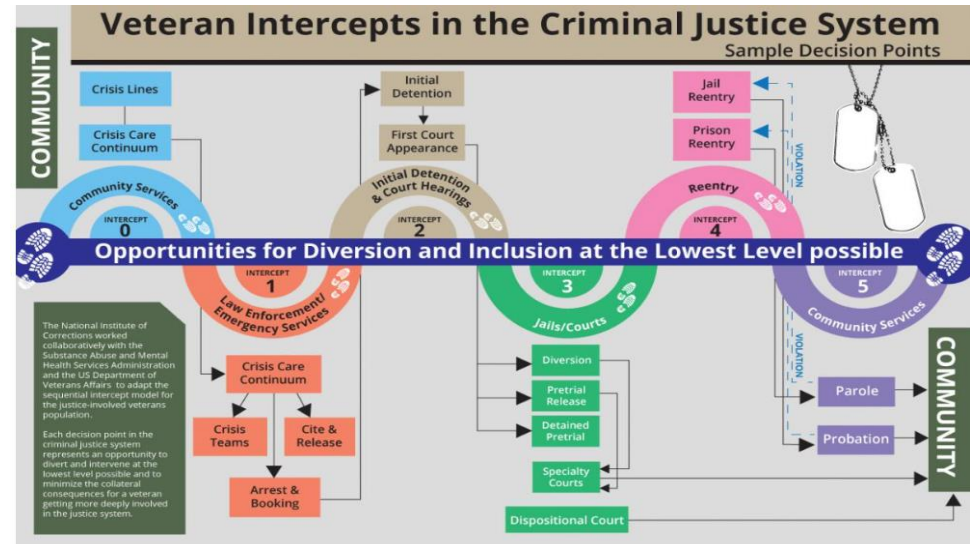 Veteran Intercepts in the Criminal Justice System
Sample Decision Points
COMMUNITY
Crisis Lines
Crisis Care
Continuum
Community Services
INTERCEPT
0
Initial
Detention
First Court
Appearance
Initial Detention
& Court Hearings
INTERCEPT
2
Jail
Reentry
Prison
Reentry
VIOLATION
Reentry
INTERCEPT
4
Opportunities for Diversion and Inclusion at the Lowest Level possible
INTERCEPT
1
Law Enforcement/
Emergency Services
INTERCEPT
3
Jails/Courts
INTERCEPT
5
Community Services
The National Institute of
Corrections worked
collaboratively with the
Substance Abuse and Mental
Health Services Administration
and the US Department of
Veterans Affairs to adapt the
sequential intercept model for
the justice-involved veterans
population.
Each decision point in the
criminal justice system
represents an opportunity to
divert and intervene at the
lowest level possible and to
minimize the collateral
consequences for a veteran
getting more deeply involved
in the justice system.
Crisis Care
Continuum
Crisis
Teams
Cite &
Release
Arrest &
Booking
Diversion
Pretrial
Release
Detained
Pretrial
Specialty
Courts
Dispositional Court
VIOLATION
Parole
Probation
COMMUNITY